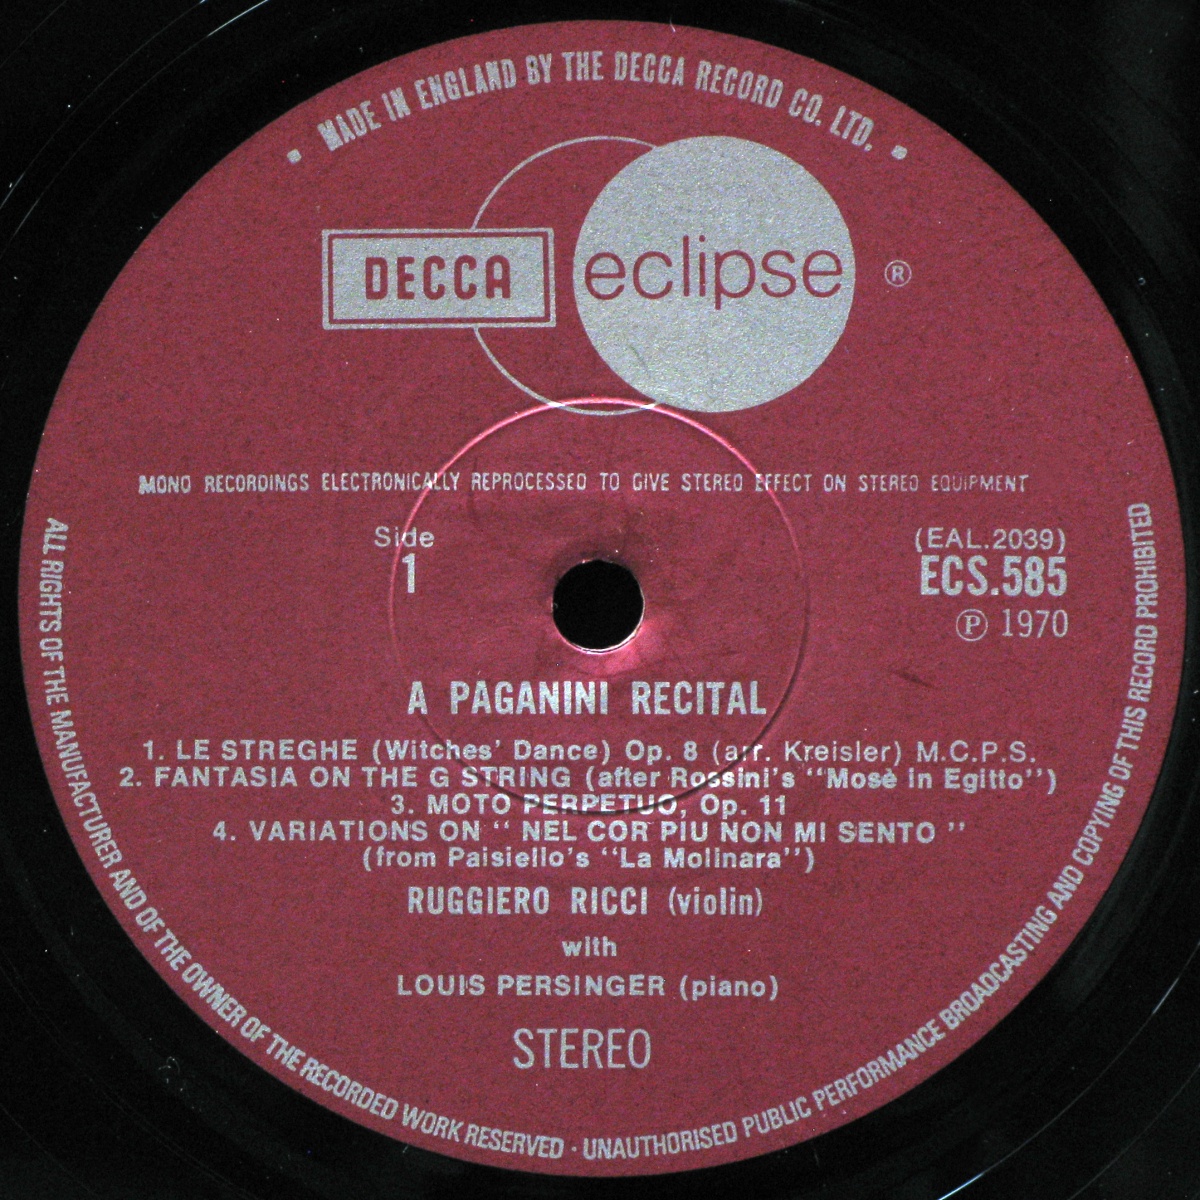 • MADE IN ENGLAND BY THE DECCA RECORD CO. LTD. •
DECCA eclipse ®
MONO RECORDINGS ELECTRONICALLY REPROCESSED TO GIVE STEREO EFFECT ON STEREO EQUIPMENT
Side
1
(EAL.2039)
ECS.585
℗ 1970
A PAGANINI RECITAL
1. LE STREGHE (Witches' Dance) Op. 8 (arr. Kreisler) M.C.P.S.
2. FANTASIA ON THE G STRING (after Rossini's "Mosè in Egitto")
3. MOTO PERPETUO, Op. 11
4. VARIATIONS ON " NEL COR PIU NON MI SENTO "
(from Paisiello's "La Molinara")
RUGGIERO RICCI (violin)
with
LOUIS PERSINGER (piano)
STEREO
ALL RIGHTS OF THE MANUFACTURER AND OF THE OWNER OF THE RECORDED WORK RESERVED · UNAUTHORISED PUBLIC PERFORMANCE BROADCASTING AND COPYING OF THIS RECORD PROHIBITED